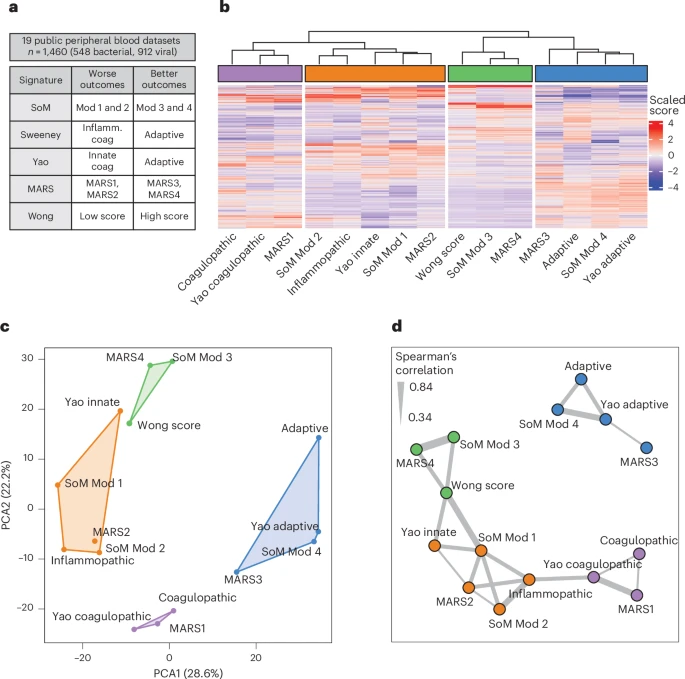 a
19 public peripheral blood datasets
n = 1,460 (548 bacterial, 912 viral)
Signature
Worse
outcomes
Better
outcomes
SoM
Mod 1 and 2
Mod 3 and 4
Sweeney
Inflamm.
coag
Adaptive
Yao
Innate
coag
Adaptive
MARS
MARS1,
MARS2
MARS3,
MARS4
Wong
Low score
High score
b
Scaled
score
4
2
0
−2
−4
Coagulopathic
Yao coagulopathic
MARS1
SoM Mod 2
Inflammopathic
Yao innate
SoM Mod 1
MARS2
Wong score
SoM Mod 3
MARS4
MARS3
Adaptive
SoM Mod 4
Yao adaptive
c
PCA2 (22.2%)
30
20
10
0
−10
−20
MARS4
SoM Mod 3
Yao innate
Wong score
Adaptive
SoM Mod 1
Yao adaptive
MARS2
SoM Mod 2
SoM Mod 4
Inflammopathic
MARS3
Coagulopathic
Yao coagulopathic
MARS1
−20
0
20
PCA1 (28.6%)
d
Spearman's
correlation
0.84
0.34
Adaptive
Yao adaptive
SoM Mod 4
MARS3
SoM Mod 3
MARS4
Wong score
Yao innate
SoM Mod 1
Coagulopathic
Yao coagulopathic
MARS2
Inflammopathic
MARS1
SoM Mod 2